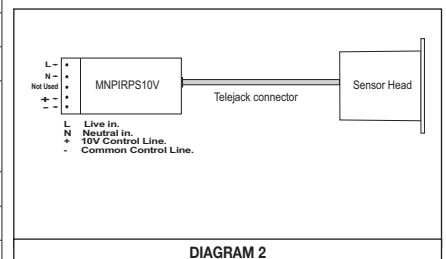 L
N
Not Used
+
-
MNPIRPS10V
Telejack connector
Sensor Head
L Live in.
N Neutral in.
+ 10V Control Line.
- Common Control Line.
DIAGRAM 2